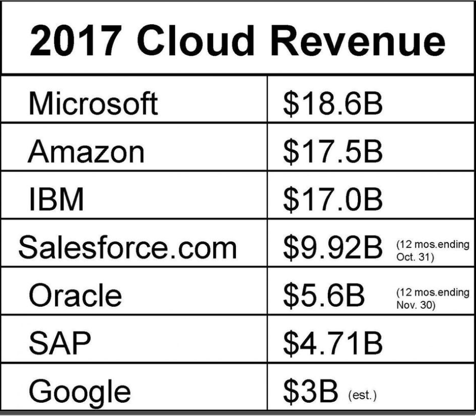 2017 Cloud Revenue
Microsoft $18.6B
Amazon $17.5B
IBM $17.0B
Salesforce.com $9.92B (12 mos.ending
Oct. 31)
Oracle $5.6B (12 mos.ending
Nov. 30)
SAP $4.71B
Google $3B (est.)